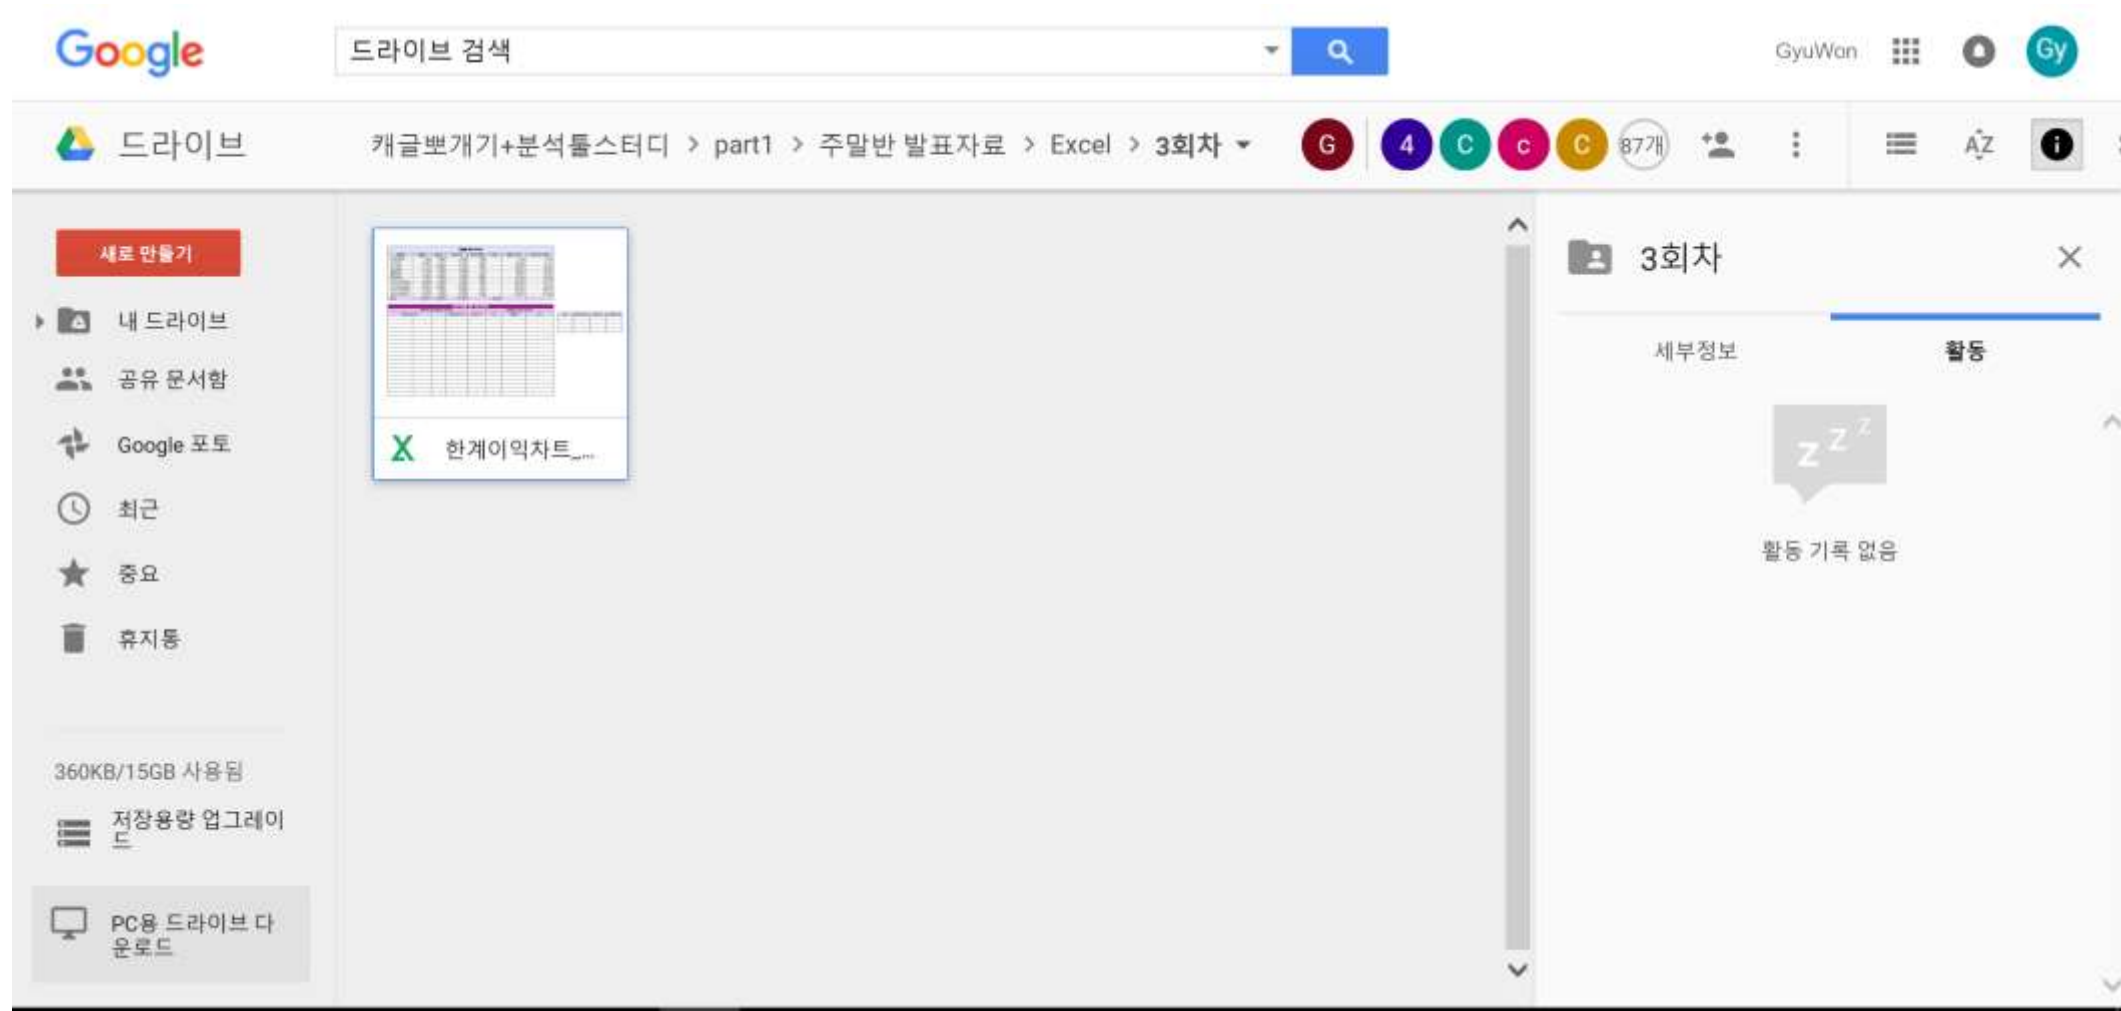 Google
드라이브 검색
GyuWon
Gy
드라이브
캐글뽀개기+분석툴스터디 > part1 > 주말반 발표자료 > Excel > 3회차
G
4
C
c
C
87개
AZ
새로 만들기
내 드라이브
공유 문서함
Google 포토
최근
중요
휴지통
360KB/15GB 사용됨
저장용량 업그레이
드
PC용 드라이브 다
운로드
X 한계이익차트_...
3회차
세부정보
활동
z z z
활동 기록 없음